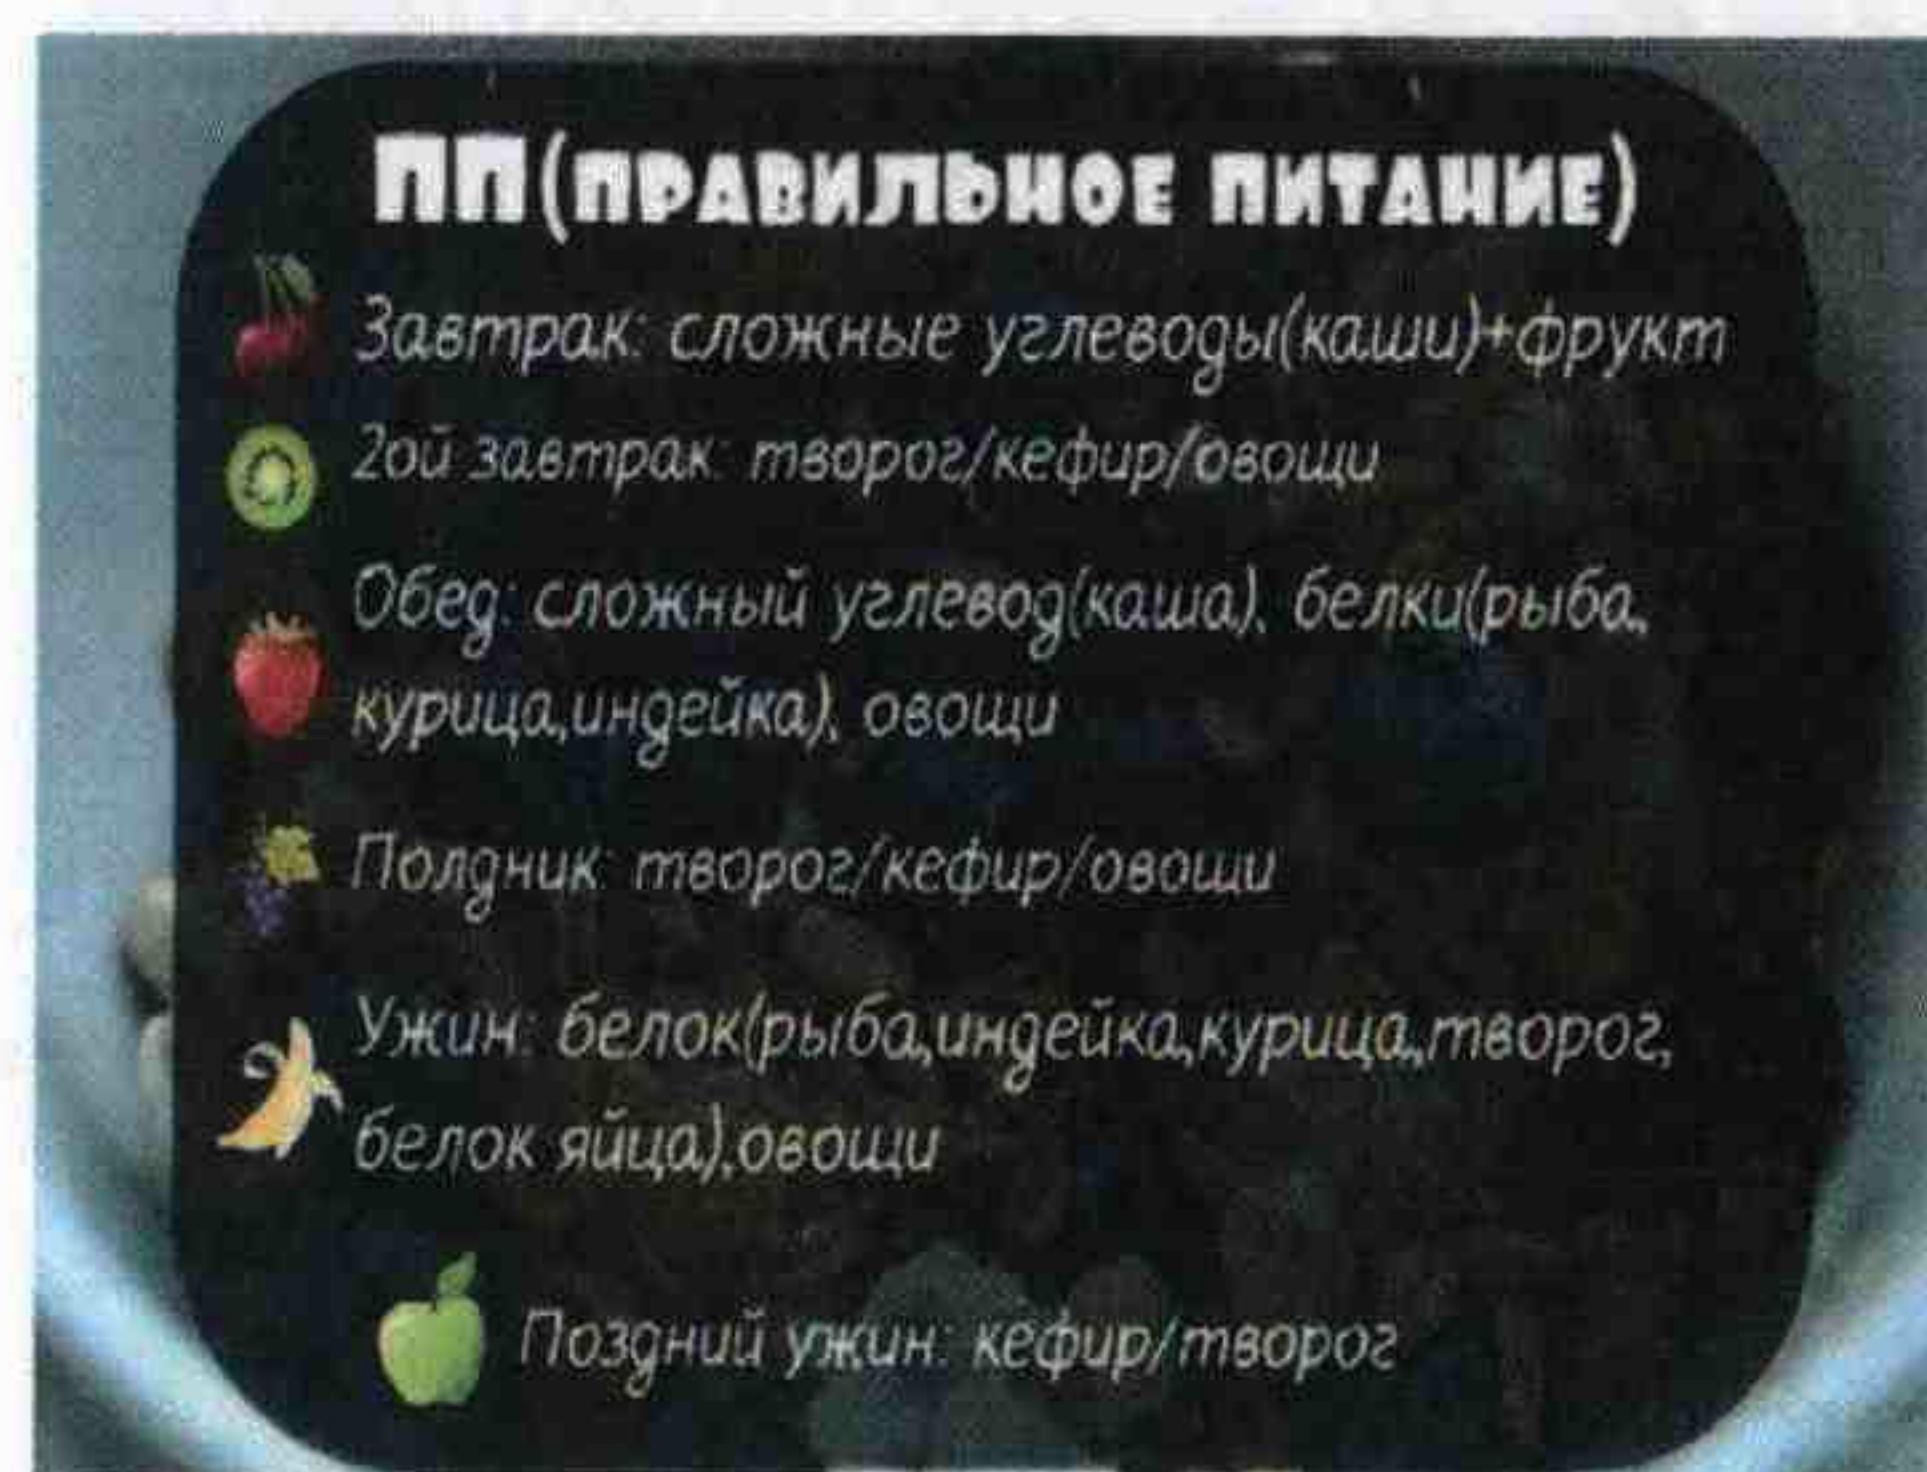 ПП(ПРАВИЛЬНОЕ ПИТАНИЕ)
Завтрак: сложные углеводы(каши)+фрукт
2ой завтрак: творог/кефир/овощи
Обед: сложный углевод(каша), белки(рыба,
курица,индейка), овощи
Полдник: творог/кефир/овощи
Ужин: белок(рыба,индейка,курица,творог,
белок яйца),овощи
Поздний ужин: кефир/творог